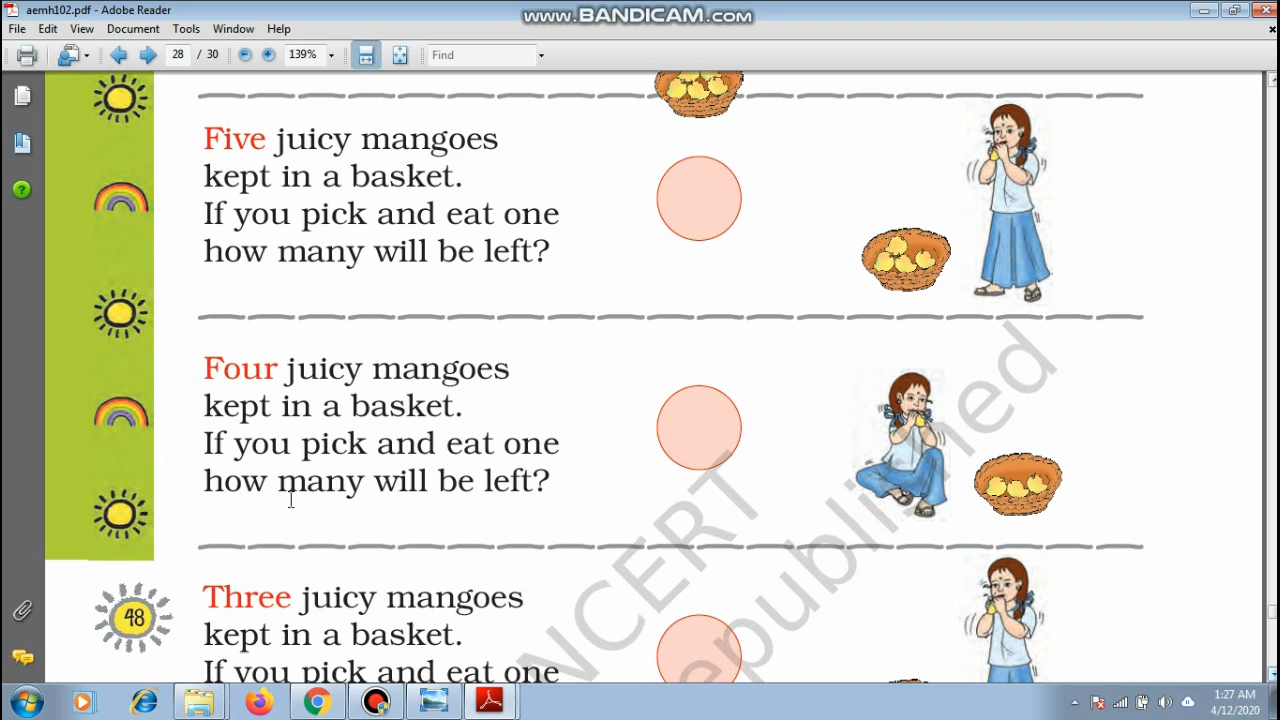 aemh102.pdf - Adobe Reader
www.BANDICAM.com
File Edit View Document Tools Window Help
28 / 30 139% Find
Five juicy mangoes
kept in a basket.
If you pick and eat one
how many will be left?
Four juicy mangoes
kept in a basket.
If you pick and eat one
how many will be left?
48
Three juicy mangoes
kept in a basket.
If you pick and eat one
NCERT
republished
1:27 AM
4/12/2020